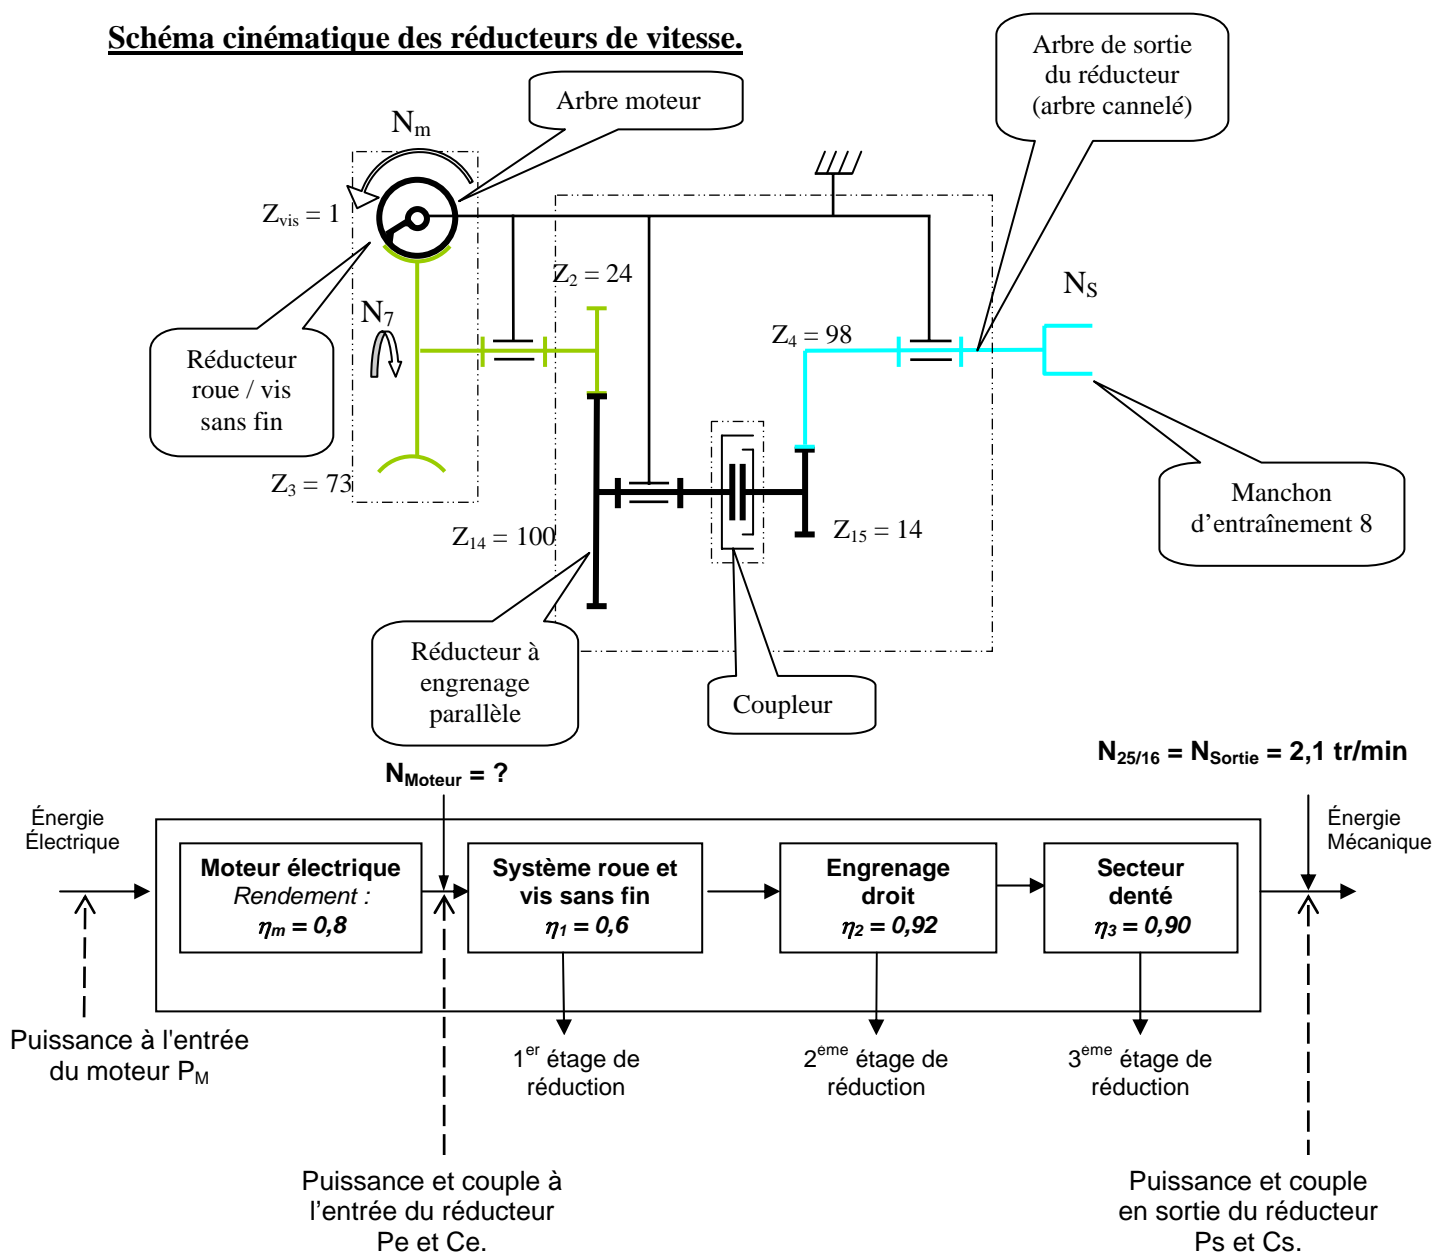 Schéma cinématique des réducteurs de vitesse.
Arbre de sortie
du réducteur
(arbre cannelé)
Arbre moteur
Nm
Zvis = 1
Z2 = 24
NS
N7
Z4 = 98
Réducteur
roue / vis
sans fin
Z3 = 73
Manchon
d’entraînement 8
Z14 = 100
Z15 = 14
Réducteur à
engrenage
parallèle
Coupleur
N25/16 = NSortie = 2,1 tr/min
NMoteur = ?
Énergie
Électrique
Énergie
Mécanique
Moteur électrique
Rendement :
ηm = 0,8
Système roue et
vis sans fin
η1 = 0,6
Engrenage
droit
η2 = 0,92
Secteur
denté
η3 = 0,90
Puissance à l'entrée
du moteur PM
1er étage de
réduction
2ème étage de
réduction
3ème étage de
réduction
Puissance et couple à
l’entrée du réducteur
Pe et Ce.
Puissance et couple
en sortie du réducteur
Ps et Cs.